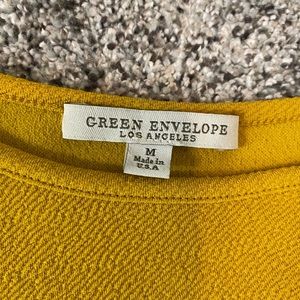 GREEN ENVELOPE
LOS ANGELES
M
Made in
U.S.A